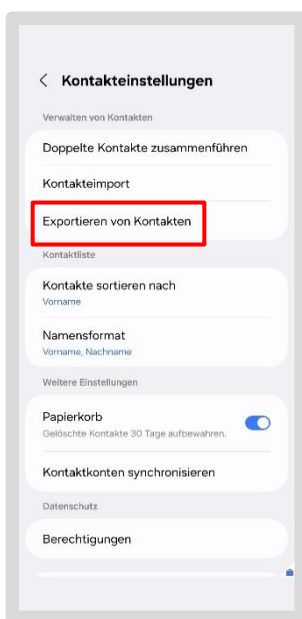 Kontakteinstellungen
Verwalten von Kontakten
Doppelte Kontakte zusammenführen
Kontakteimport
Exportieren von Kontakten
Kontaktliste
Kontakte sortieren nach
Vorname
Namensformat
Vorname, Nachname
Weitere Einstellungen
Papierkorb
Gelöschte Kontakte 30 Tage aufbewahren.
Kontaktkonten synchronisieren
Datenschutz
Berechtigungen